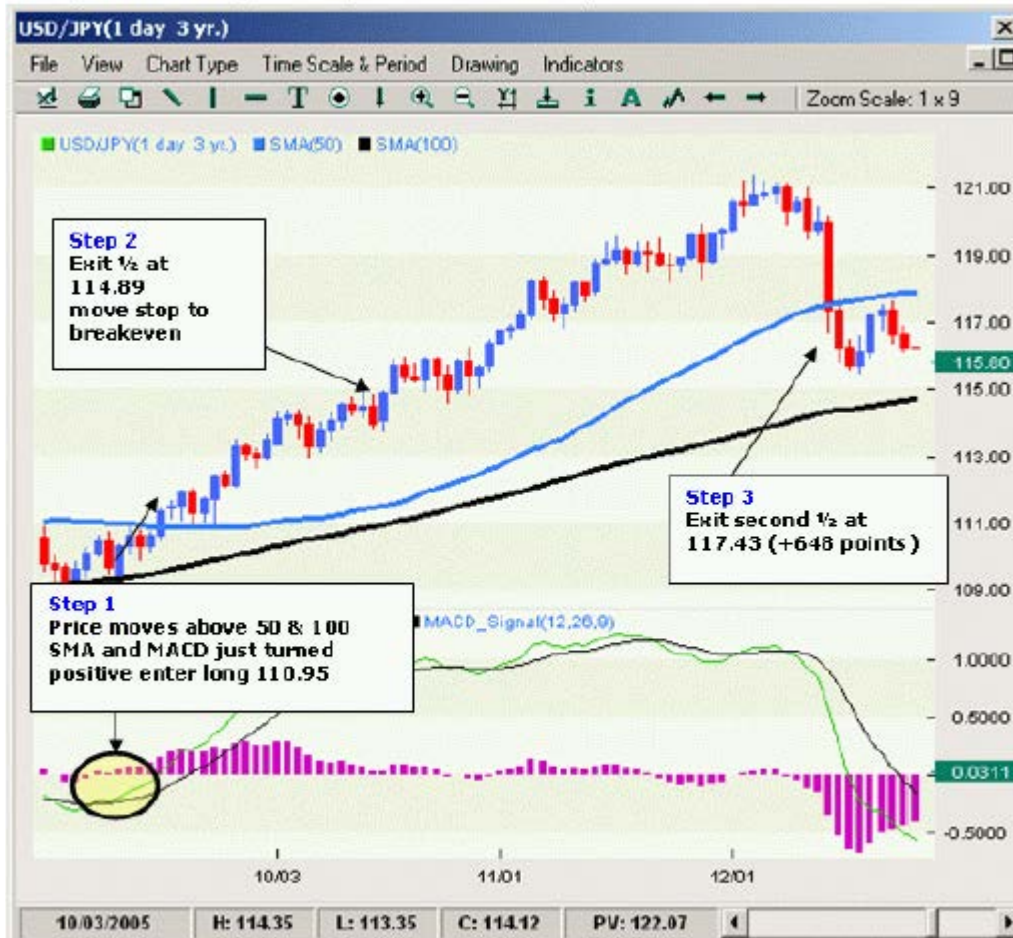 USD/JPY(1 day 3 yr.)
File View Chart Type Time Scale & Period Drawing Indicators
Zoom Scale: 1 x 9
USD/JPY(1 day 3 yr.) SMA(50) SMA(100)
121.00
Step 2
Exit ½ at
114.89
move stop to
breakeven
119.00
117.00
115.80
115.00
113.00
Step 3
Exit second ½ at
117.43 (+648 points)
111.00
109.00
Step 1
Price moves above 50 & 100
SMA and MACD just turned
positive enter long 110.95
MACD_Signal(12,26,9)
1.0000
0.5000
0.0311
-0.5000
10/03 11/01 12/01
10/03/2005 H: 114.35 L: 113.35 C: 114.12 PV: 122.07